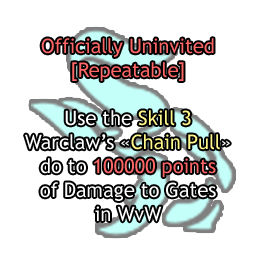 Officially Uninvited
[Repeatable]
Use the Skill 3
Warclaw's «Chain Pull»
do to 100000 points
of Damage to Gates
in WvW